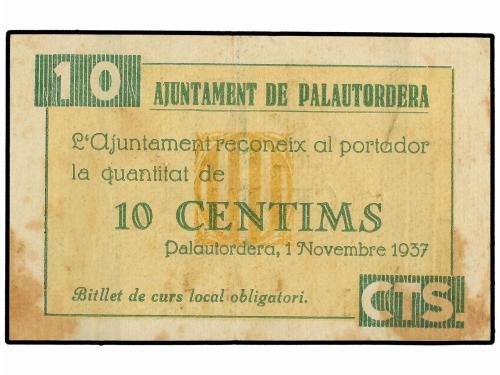 10
AJUNTAMENT DE PALAUTORDERA
L'Ajuntament reconeix al portador
la quantitat de
10 CENTIMS
Palautordera, 1 Novembre 1937
Bitllet de curs local obligatori.
CTS.